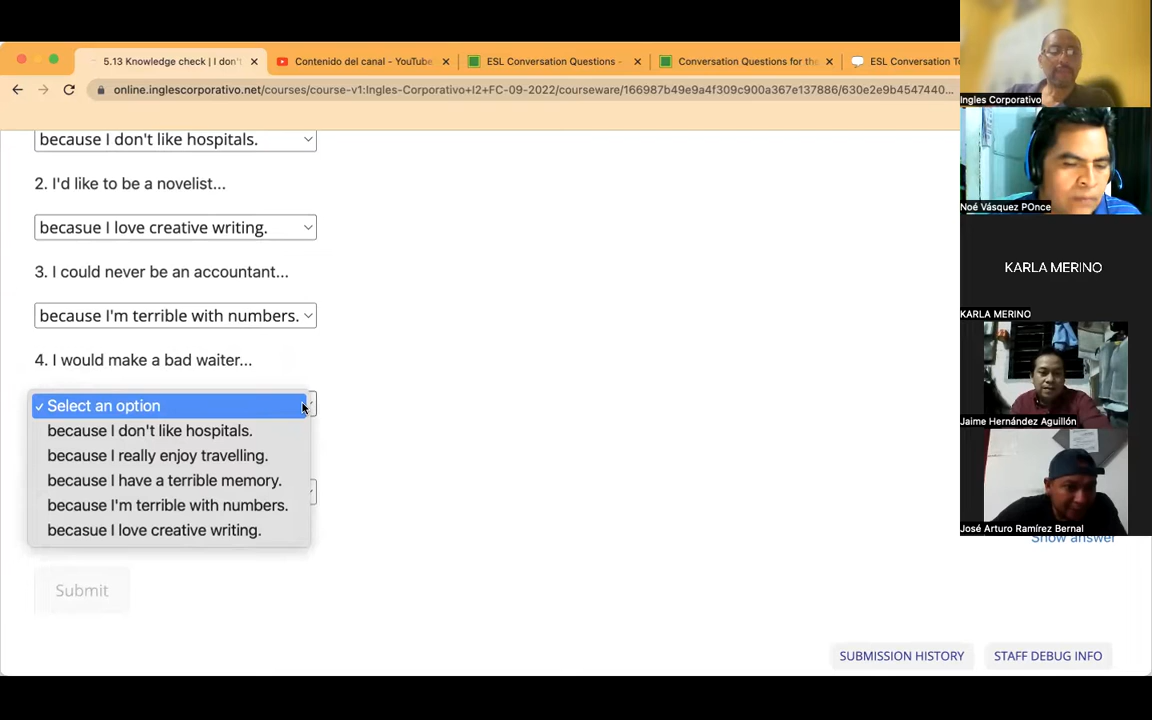 5.13 Knowledge check | I don't
Contenido del canal - YouTube
ESL Conversation Questions -
Conversation Questions for the
ESL Conversation To
online.inglescorporativo.net/courses/course-v1:Ingles-Corporativo+I2+FC-09-2022/courseware/166987b49e9a4f309c900a367e137886/630e2e9b4547440...
because I don't like hospitals.
2. I'd like to be a novelist...
becasue I love creative writing.
3. I could never be an accountant...
because I'm terrible with numbers.
4. I would make a bad waiter...
✓ Select an option
because I don't like hospitals.
because I really enjoy travelling.
because I have a terrible memory.
because I'm terrible with numbers.
becasue I love creative writing.
Show answer
Submit
SUBMISSION HISTORY
STAFF DEBUG INFO
Ingles Corporativo
Noé Vásquez POnce
KARLA MERINO
KARLA MERINO
Jaime Hernández Aguillón
José Arturo Ramírez Bernal